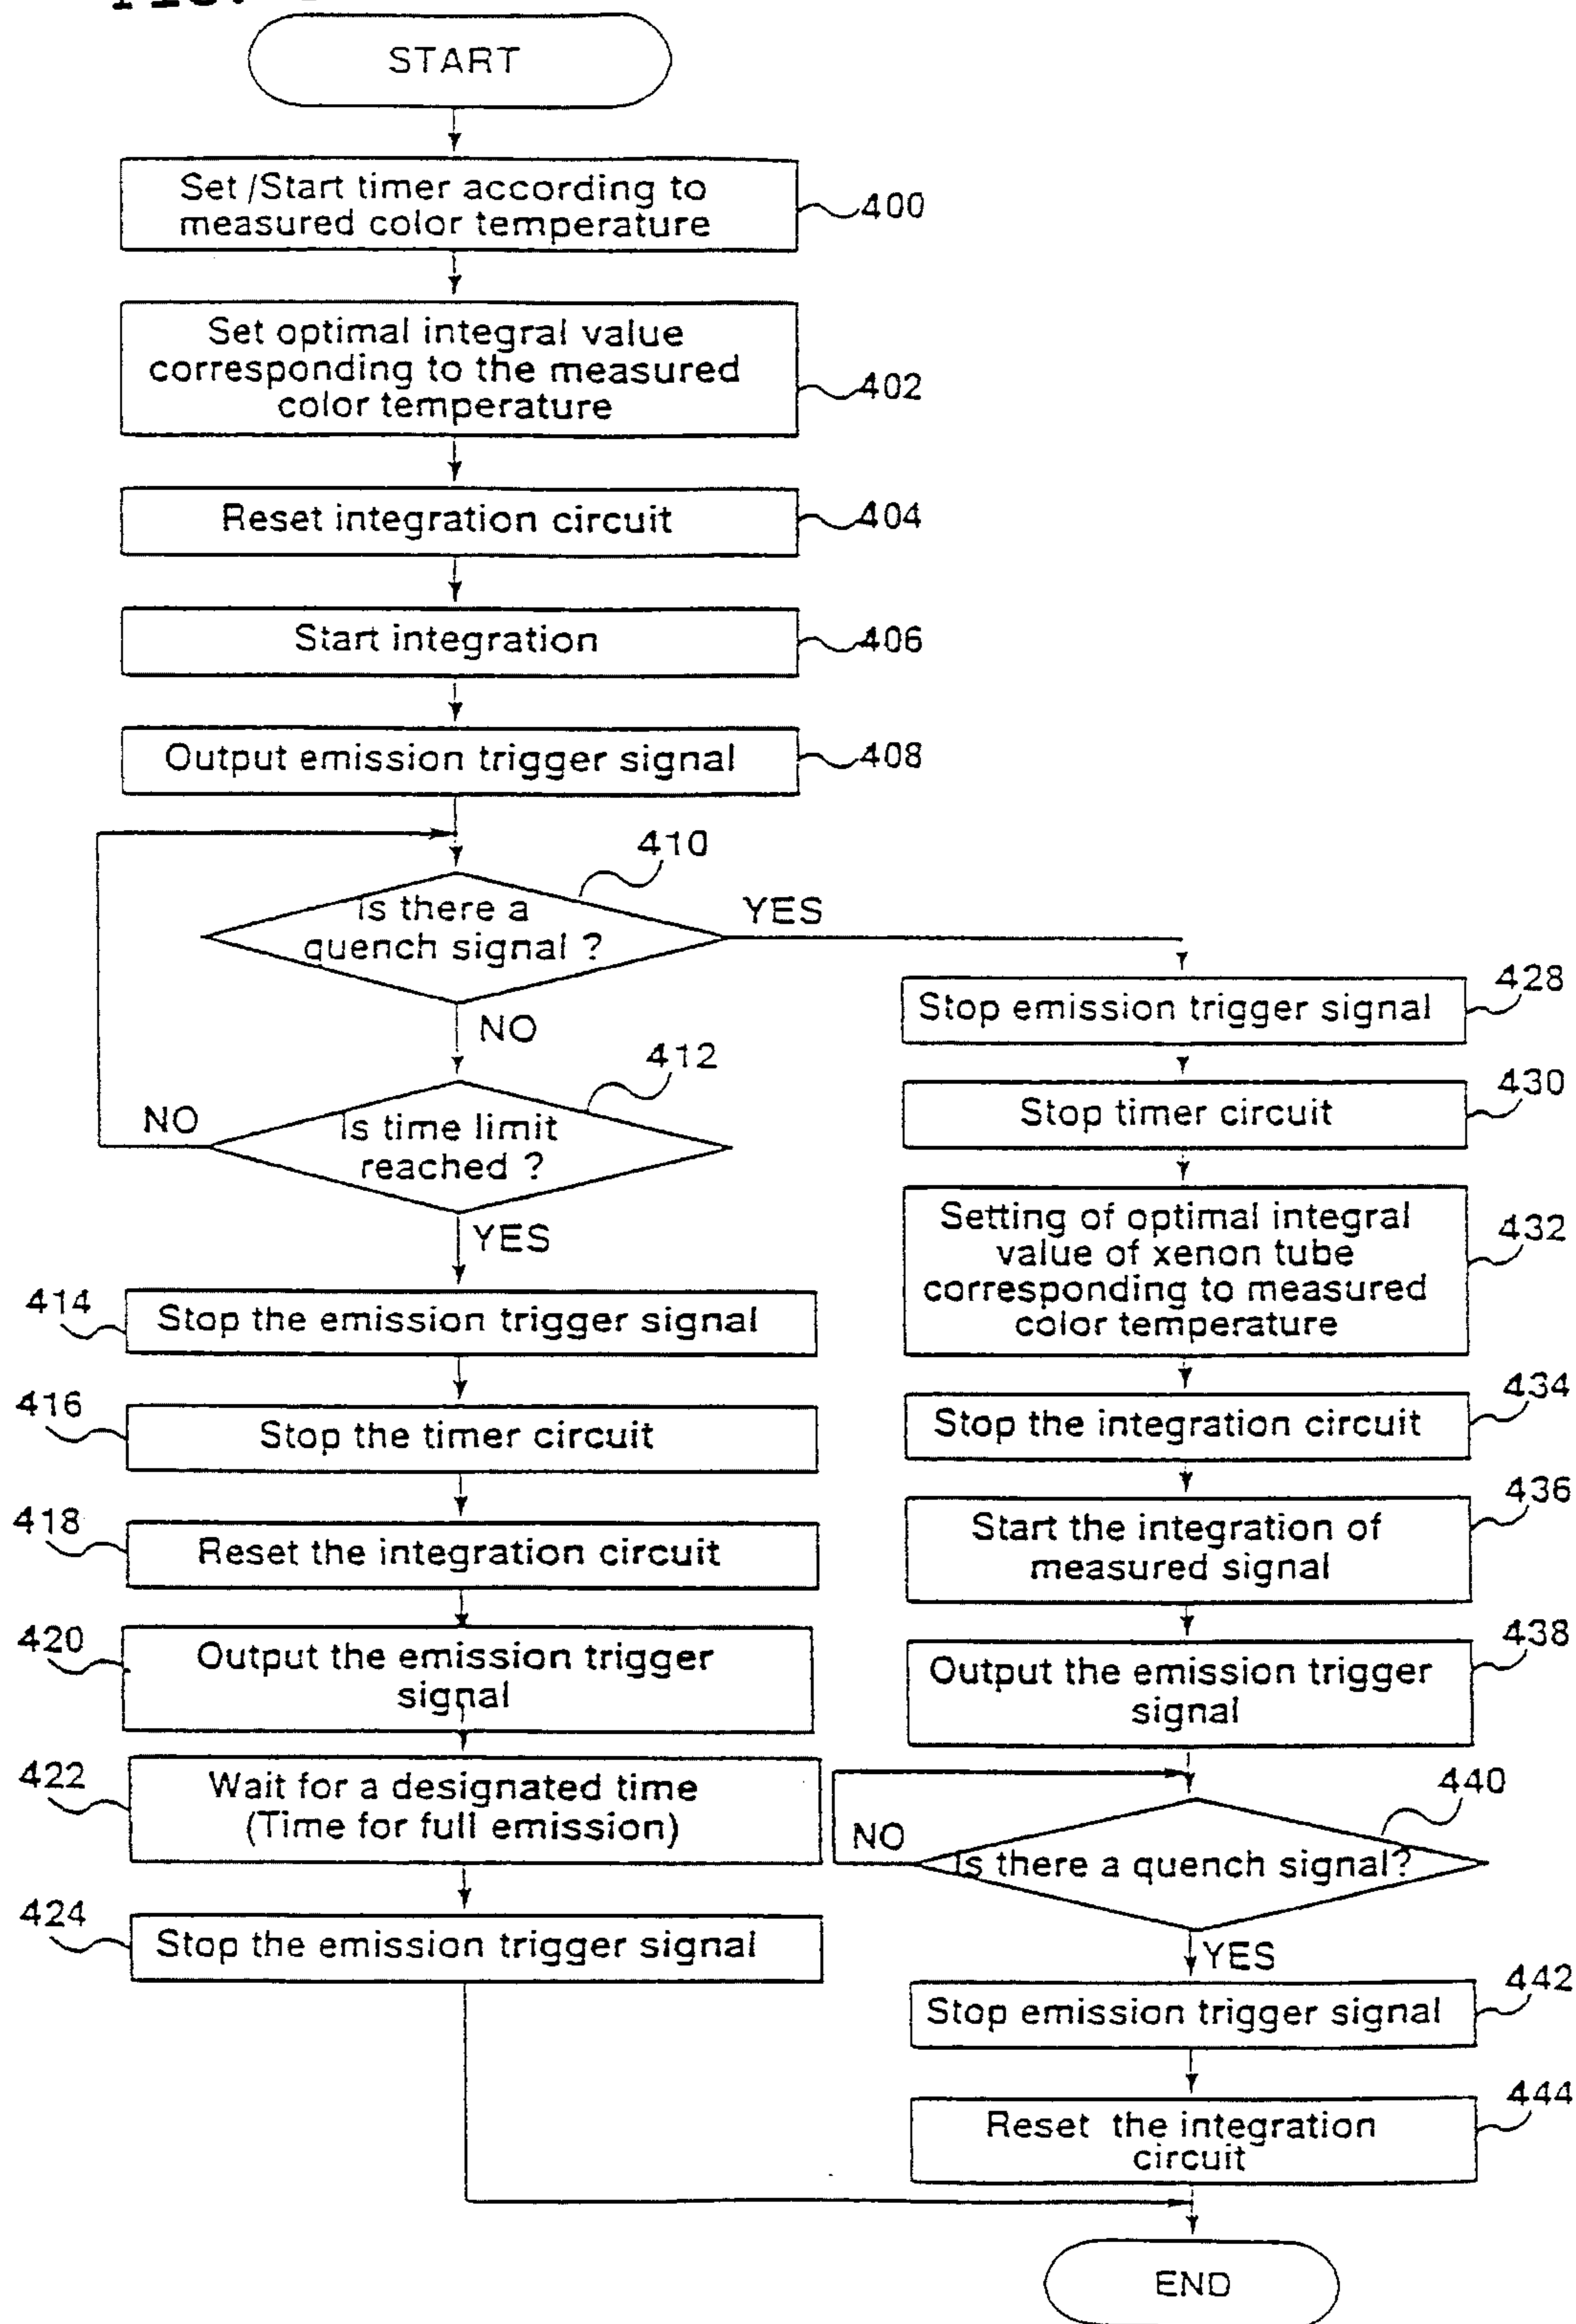 START
Set/Start timer according to
measured color temperature
400
Set optimal integral value
corresponding to the measured
color temperature
402
Reset integration circuit
404
Start integration
406
Output emission trigger signal
408
410
Is there a
quench signal ?
YES
NO
412
Is time limit
reached ?
NO
YES
414
Stop the emission trigger signal
416
Stop the timer circuit
418
Reset the integration circuit
420
Output the emission trigger
signal
422
Wait for a designated time
(Time for full emission)
424
Stop the emission trigger signal
428
Stop emission trigger signal
430
Stop timer circuit
432
Setting of optimal integral
value of xenon tube
corresponding to measured
color temperature
434
Stop the integration circuit
436
Start the integration of
measured signal
438
Output the emission trigger
signal
440
NO
Is there a quench signal?
YES
442
Stop emission trigger signal
444
Reset the integration
circuit
END